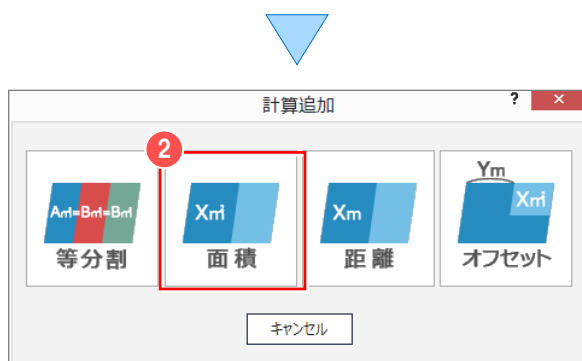 計算追加 ? ×
2
A㎡=B㎡=B㎡
等分割
X㎡
面積
Xm
距離
Ym
X㎡
オフセット
キャンセル